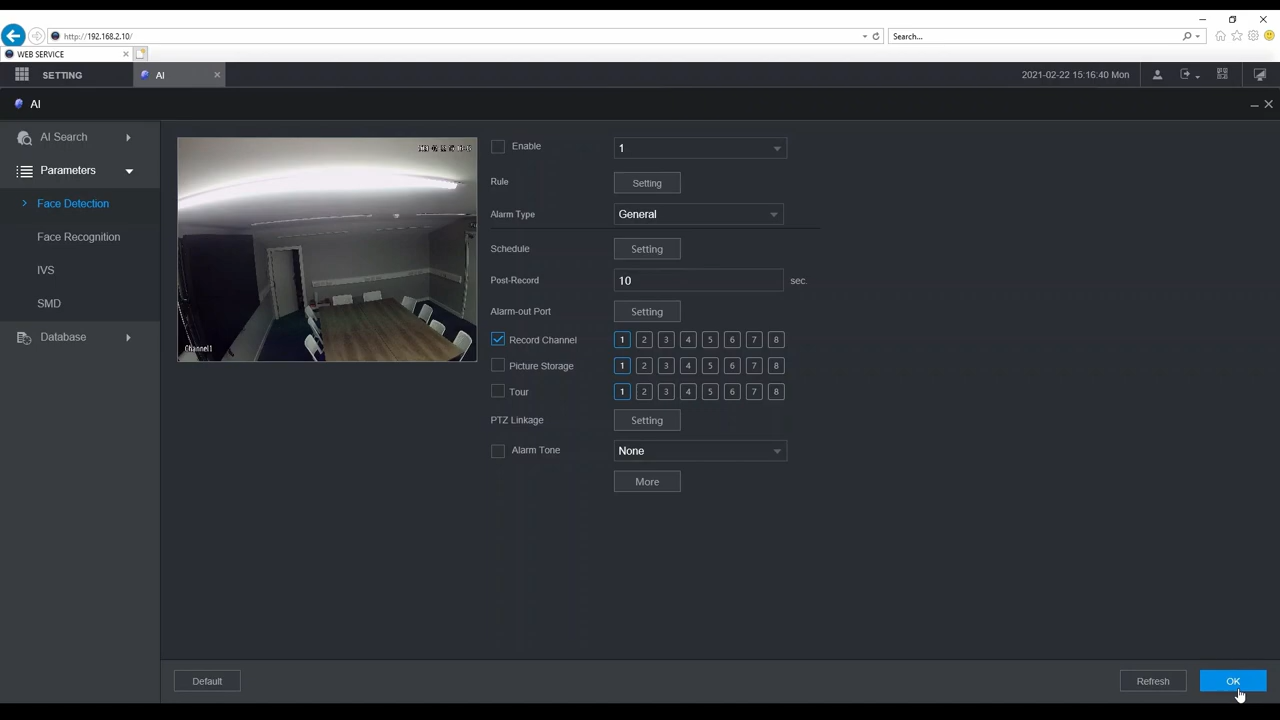 http://192.168.2.10/
Search...
WEB SERVICE
SETTING
AI
2021-02-22 15:16:40 Mon
AI
AI Search
Parameters
Face Detection
Face Recognition
IVS
SMD
Database
Channel1
Enable
1
Rule
Setting
Alarm Type
General
Schedule
Setting
Post-Record
10
sec.
Alarm-out Port
Setting
Record Channel
1 2 3 4 5 6 7 8
Picture Storage
1 2 3 4 5 6 7 8
Tour
1 2 3 4 5 6 7 8
PTZ Linkage
Setting
Alarm Tone
None
More
Default
Refresh
OK